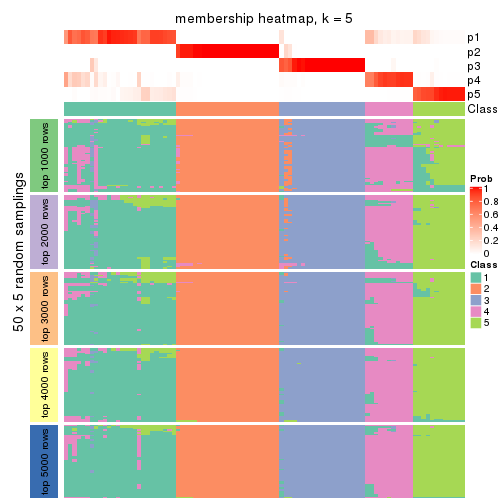 membership heatmap, k = 5
p1
p2
p3
p4
p5
Class
50 x 5 random samplings
top 1000 rows
top 2000 rows
top 3000 rows
top 4000 rows
top 5000 rows
Prob
1
0.8
0.6
0.4
0.2
0
Class
1
2
3
4
5